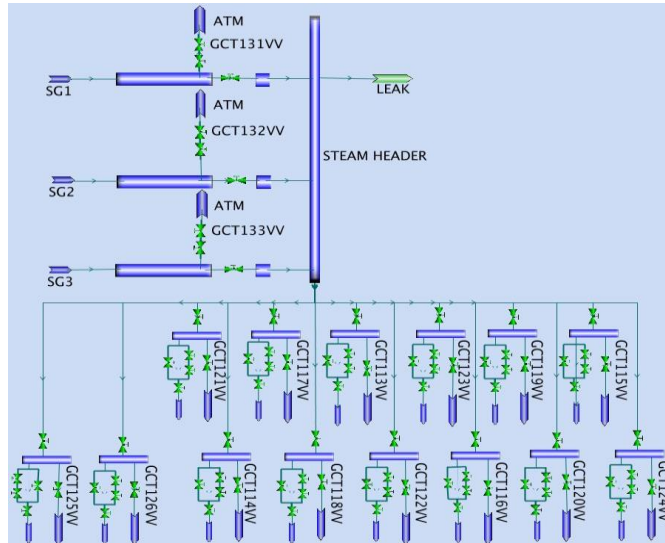 ATM
GCT131VV
SG1
LEAK
ATM
GCT132VV
STEAM HEADER
SG2
ATM
GCT133VV
SG3
GCT121VV
GCT117VV
GCT113VV
GCT123VV
GCT119VV
GCT115VV
GCT125VV
GCT126VV
GCT114VV
GCT118VV
GCT122VV
GCT116VV
GCT120VV
GCT124VV